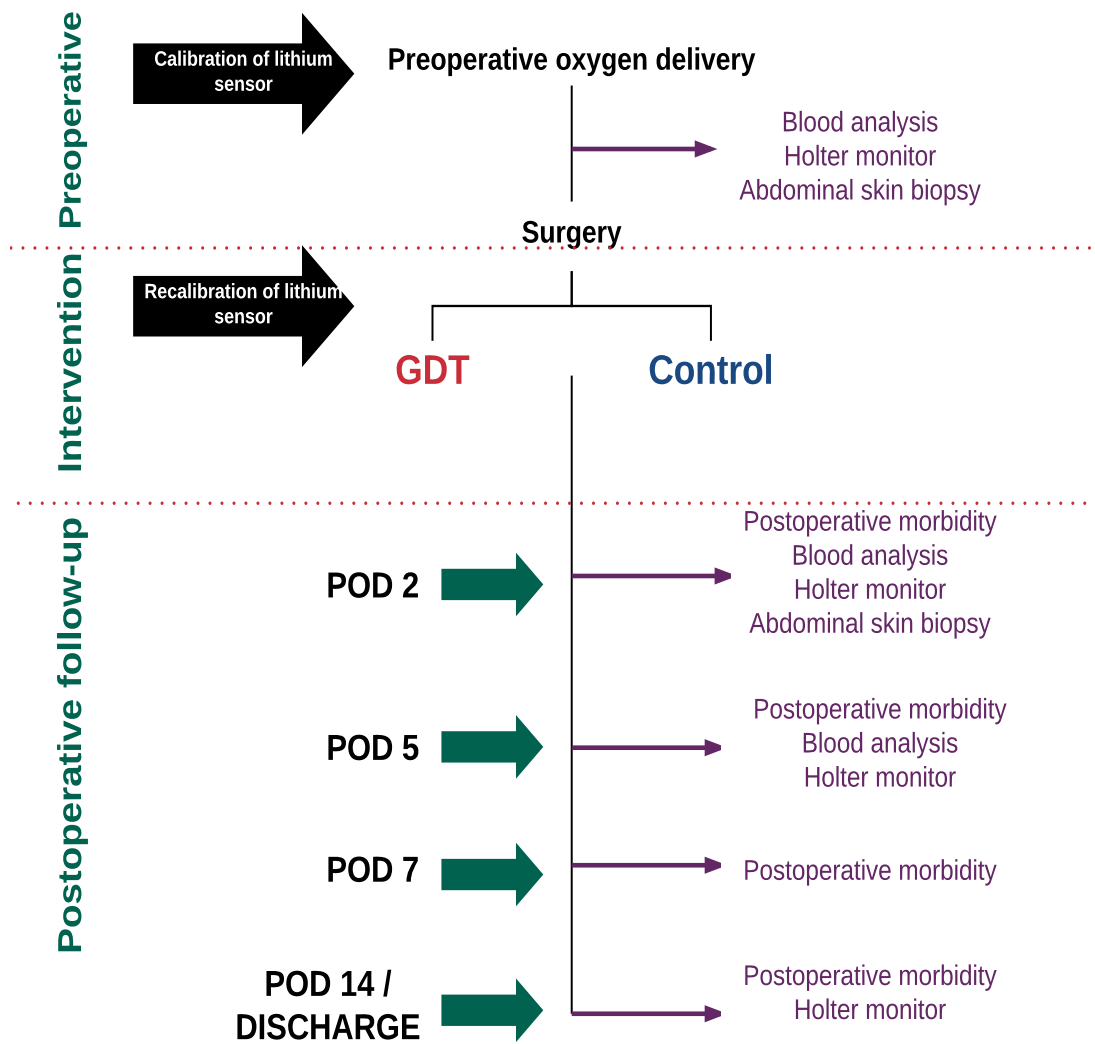 Preoperative
Calibration of lithium
sensor
Preoperative oxygen delivery
Blood analysis
Holter monitor
Abdominal skin biopsy
Surgery
Intervention
Recalibration of lithium
sensor
GDT
Control
Postoperative follow-up
POD 2
Postoperative morbidity
Blood analysis
Holter monitor
Abdominal skin biopsy
POD 5
Postoperative morbidity
Blood analysis
Holter monitor
POD 7
Postoperative morbidity
POD 14 /
DISCHARGE
Postoperative morbidity
Holter monitor